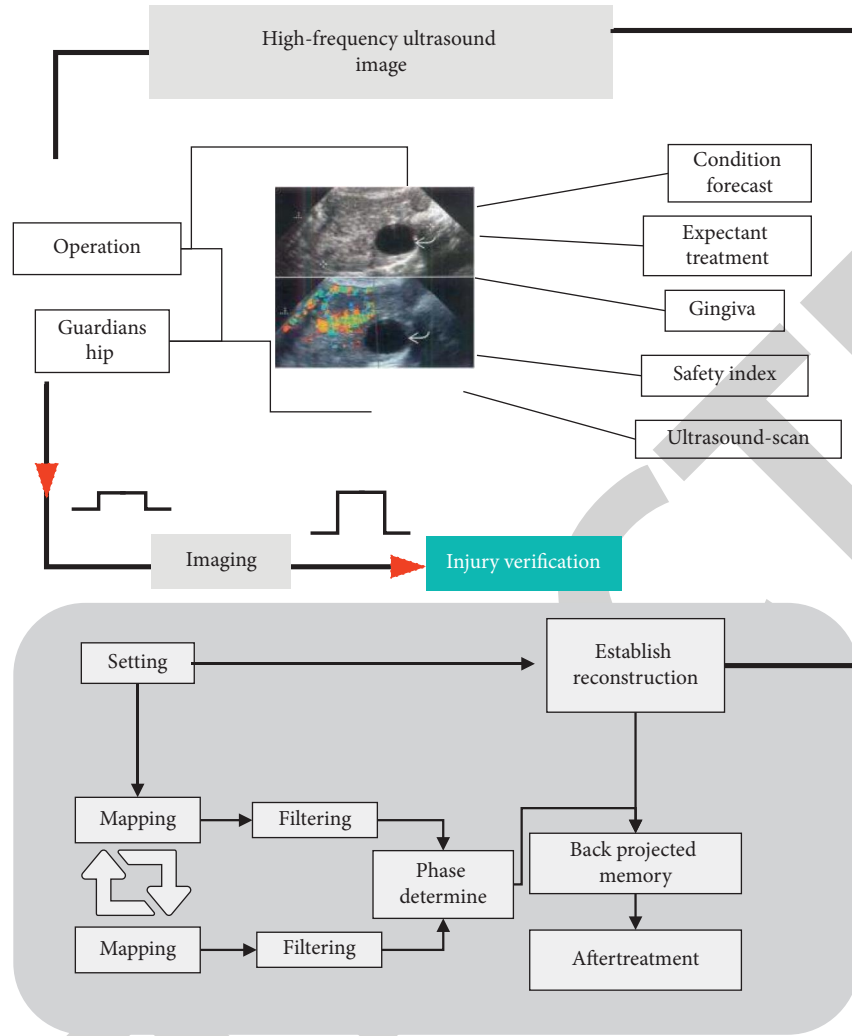 High-frequency ultrasound
image
Condition
forecast
Operation
Expectant
treatment
Guardians
hip
Gingiva
Safety index
Ultrasound-scan
Imaging
Injury verification
Setting
Establish
reconstruction
Mapping
Filtering
Phase
determine
Back projected
memory
Mapping
Filtering
Aftertreatment